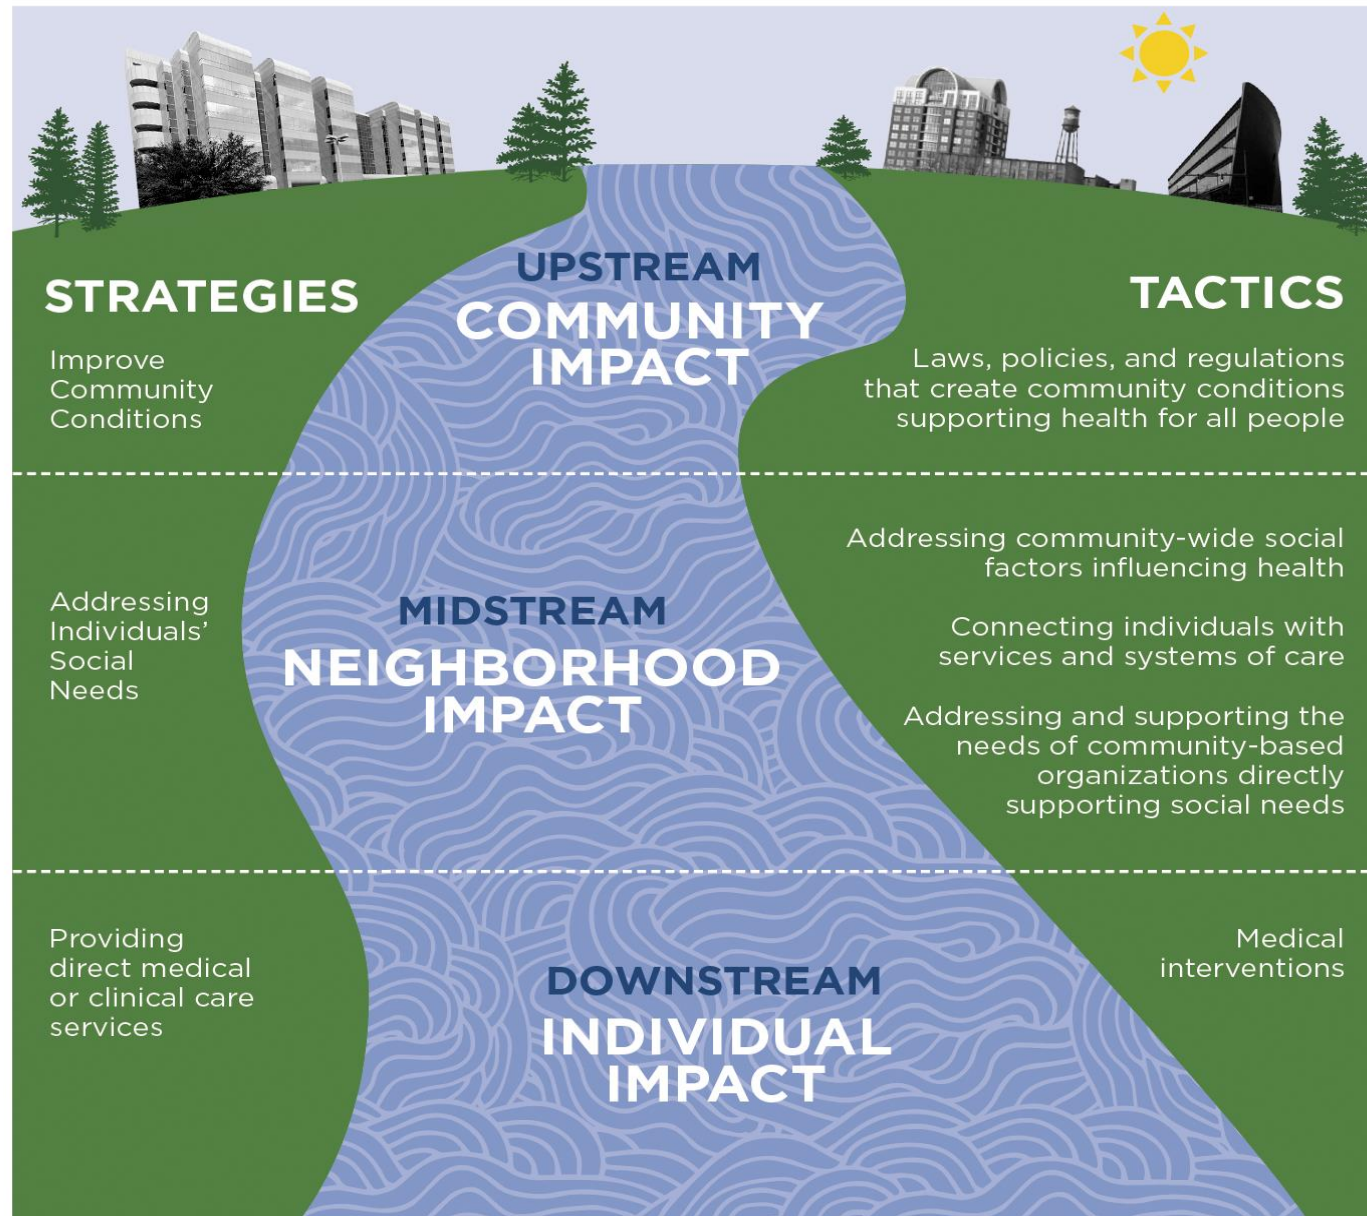 STRATEGIES
Improve
Community
Conditions
UPSTREAM
COMMUNITY
IMPACT
TACTICS
Laws, policies, and regulations
that create community conditions
supporting health for all people
Addressing
Individuals’
Social
Needs
MIDSTREAM
NEIGHBORHOOD
IMPACT
Addressing community-wide social
factors influencing health
Connecting individuals with
services and systems of care
Addressing and supporting the
needs of community-based
organizations directly
supporting social needs
Providing
direct medical
or clinical care
services
DOWNSTREAM
INDIVIDUAL
IMPACT
Medical
interventions